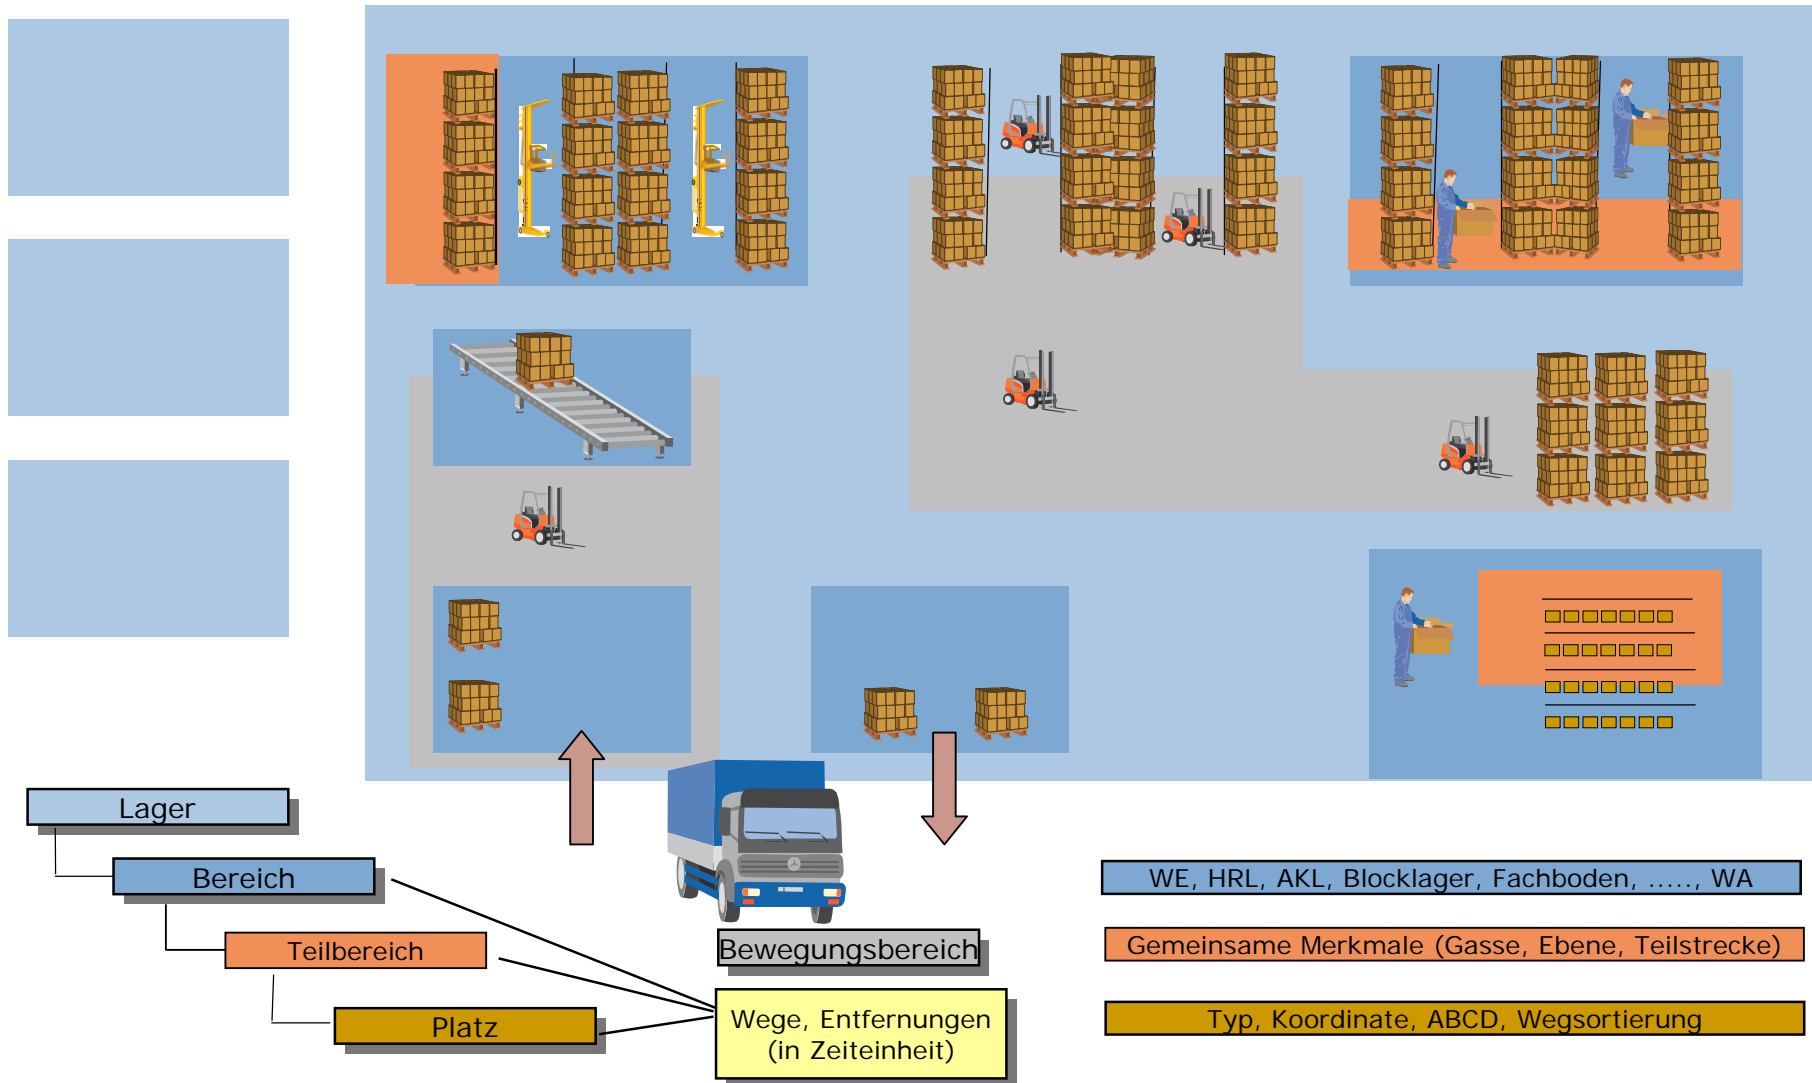 Lager
Bereich
Teilbereich
Platz
Bewegungsbereich
Wege, Entfernungen
(in Zeiteinheit)
WE, HRL, AKL, Blocklager, Fachboden, ....., WA
Gemeinsame Merkmale (Gasse, Ebene, Teilstrecke)
Typ, Koordinate, ABCD, Wegsortierung